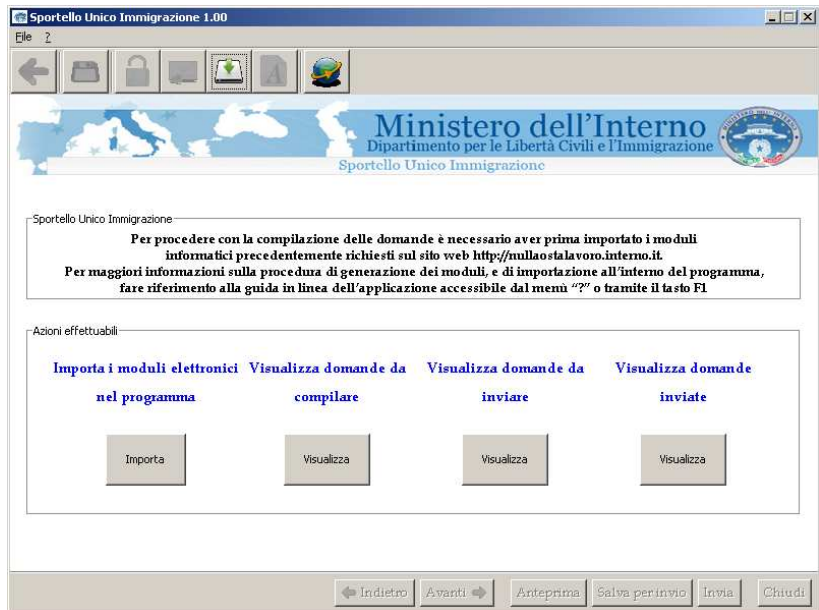 Sportello Unico Immigrazione 1.00
File ?
A
Ministero dell'Interno
Dipartimento per le Libertà Civili e l'Immigrazione
Sportello Unico Immigrazione
Sportello Unico Immigrazione
Per procedere con la compilazione delle domande è necessario aver prima importato i moduli
informatici precedentemente richiesti sul sito web http://nullaostalavoro.interno.it.
Per maggiori informazioni sulla procedura di generazione dei moduli, e di importazione all'interno del programma,
fare riferimento alla guida in linea dell'applicazione accessibile dal menù "?" o tramite il tasto F1
Azioni effettuabili
Importa i moduli elettronici nel programma
Visualizza domande da compilare
Visualizza domande da inviare
Visualizza domande inviate
Importa Visualizza Visualizza Visualizza
Indietro Avanti Anteprima Salva per invio Invia Chiudi